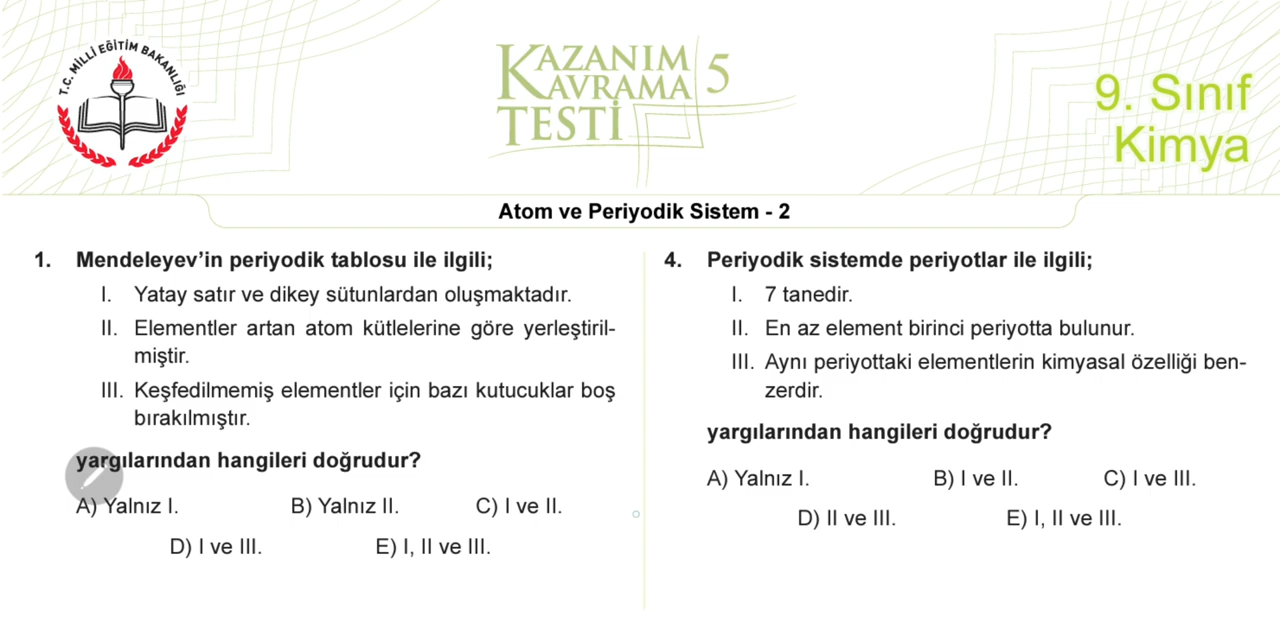 T.C. MİLLİ EĞİTİM BAKANLIĞI
KAZANIM
KAVRAMA 5
TESTİ
9. Sınıf
Kimya
Atom ve Periyodik Sistem - 2
1. Mendeleyev’in periyodik tablosu ile ilgili;
I. Yatay satır ve dikey sütunlardan oluşmaktadır.
II. Elementler artan atom kütlelerine göre yerleştiril-
miştir.
III. Keşfedilmemiş elementler için bazı kutucuklar boş
bırakılmıştır.
yargılarından hangileri doğrudur?
A) Yalnız I. B) Yalnız II. C) I ve II.
D) I ve III. E) I, II ve III.
4. Periyodik sistemde periyotlar ile ilgili;
I. 7 tanedir.
II. En az element birinci periyotta bulunur.
III. Aynı periyottaki elementlerin kimyasal özelliği ben-
zerdir.
yargılarından hangileri doğrudur?
A) Yalnız I. B) I ve II. C) I ve III.
D) II ve III. E) I, II ve III.